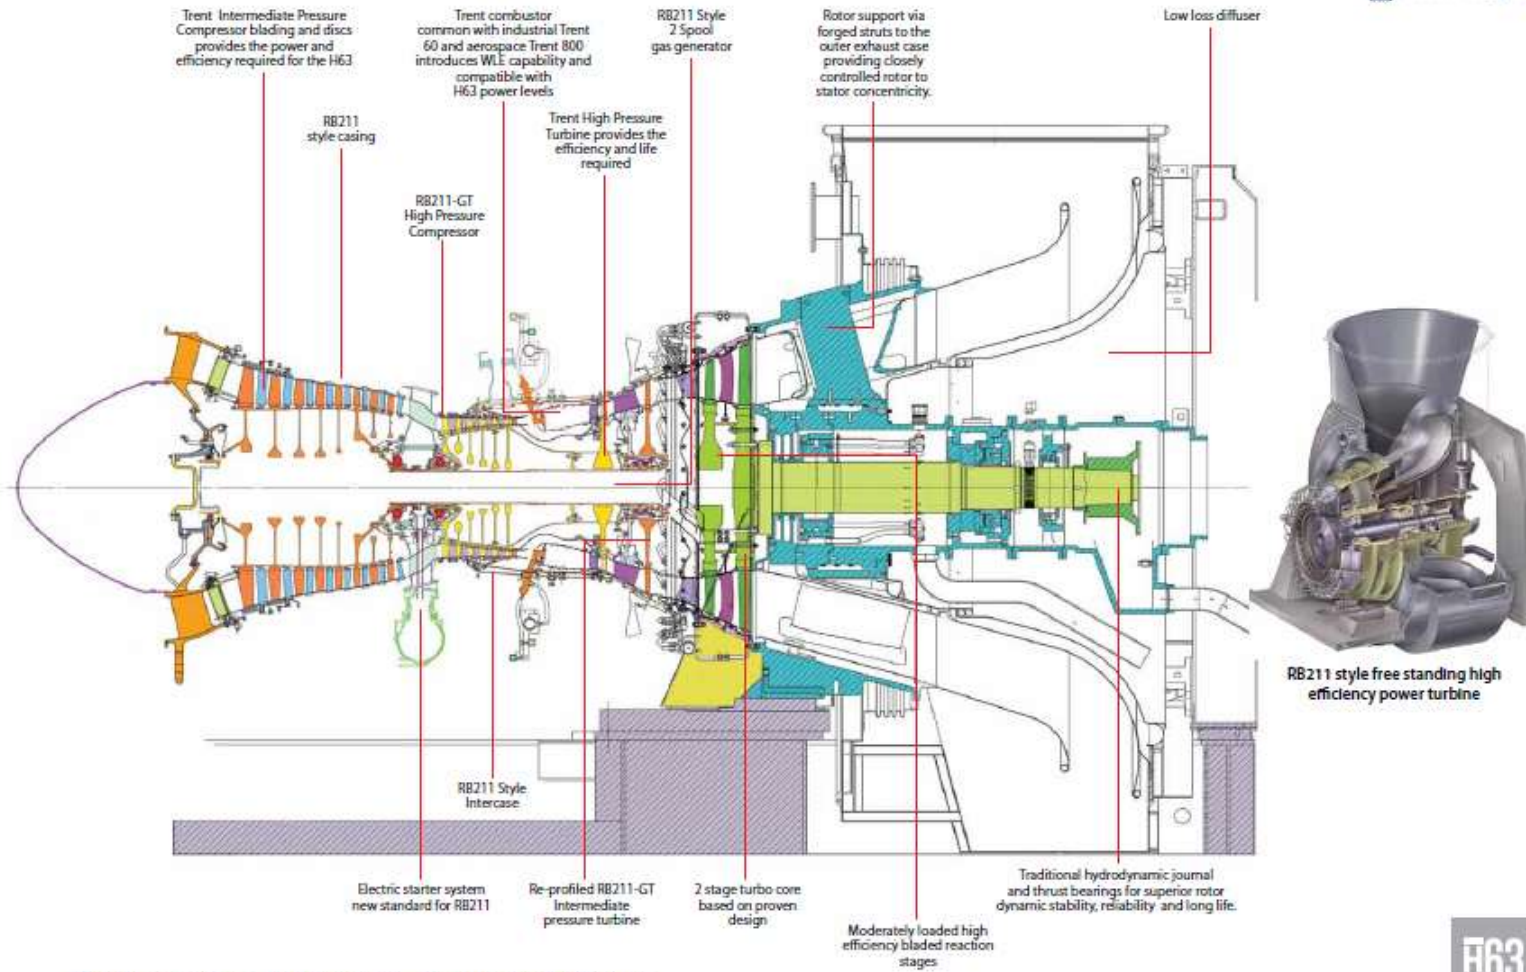 Trent Intermediate Pressure
Compressor blading and discs
provides the power and
efficiency required for the H63
Trent combustor
common with industrial Trent
60 and aerospace Trent 800
introduces WLE capability and
compatible with
H63 power levels
RB211 Style
2 Spool
gas generator
Rotor support via
forged struts to the
outer exhaust case
providing closely
controlled rotor to
stator concentricity.
Low loss diffuser
RB211
style casing
Trent High Pressure
Turbine provides the
efficiency and life
required
RB211-GT
High Pressure
Compressor
RB211 style free standing high
efficiency power turbine
RB211 Style
Intercase
Electric starter system
new standard for RB211
Re-profiled RB211-GT
Intermediate
pressure turbine
2 stage turbo core
based on proven
design
Moderately loaded high
efficiency bladed reaction
stages
Traditional hydrodynamic journal
and thrust bearings for superior rotor
dynamic stability, reliability and long life.
H63